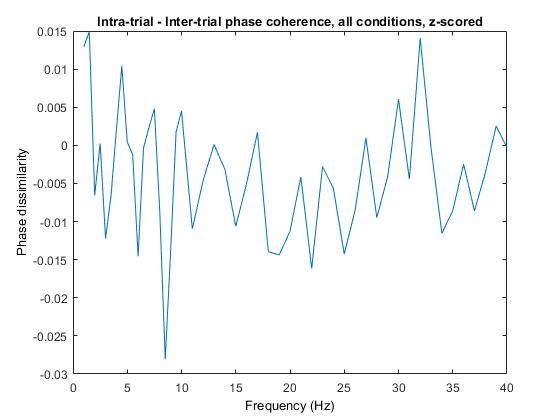 Intra-trial - Inter-trial phase coherence, all conditions, z-scored
0.015
0.01
0.005
0
-0.005
-0.01
-0.015
-0.02
-0.025
-0.03
Phase dissimilarity
0 5 10 15 20 25 30 35 40
Frequency (Hz)